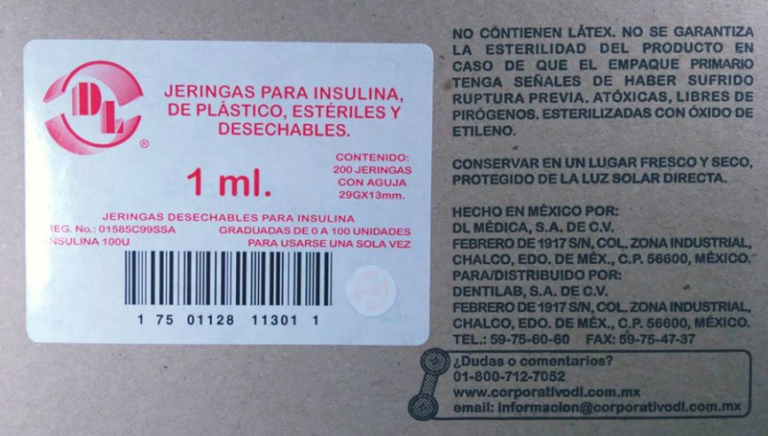 DL
®
JERINGAS PARA INSULINA,
DE PLÁSTICO, ESTÉRILES Y
DESECHABLES.
1 ml.
CONTENIDO:
200 JERINGAS
CON AGUJA
29GX13mm.
JERINGAS DESECHABLES PARA INSULINA
REG. No.: 01585C99SSA GRADUADAS DE 0 A 100 UNIDADES
INSULINA 100U PARA USARSE UNA SOLA VEZ
1 75 01128 11301 1
NO CONTIENEN LÁTEX. NO SE GARANTIZA
LA ESTERILIDAD DEL PRODUCTO EN
CASO DE QUE EL EMPAQUE PRIMARIO
TENGA SEÑALES DE HABER SUFRIDO
RUPTURA PREVIA. ATÓXICAS, LIBRES DE
PIRÓGENOS. ESTERILIZADAS CON ÓXIDO DE
ETILENO.
CONSERVAR EN UN LUGAR FRESCO Y SECO,
PROTEGIDO DE LA LUZ SOLAR DIRECTA.
HECHO EN MÉXICO POR:
DL MÉDICA, S.A. DE C.V.
FEBRERO DE 1917 S/N, COL. ZONA INDUSTRIAL,
CHALCO, EDO. DE MÉX., C.P. 56600, MÉXICO.
PARA/DISTRIBUIDO POR:
DENTILAB, S.A. DE C.V.
FEBRERO DE 1917 S/N, COL. ZONA INDUSTRIAL,
CHALCO, EDO. DE MÉX., C.P. 56600, MÉXICO.
TEL.: 59-75-60-60 FAX: 59-75-47-37
¿Dudas o comentarios?
01-800-712-7052
www.corporativodl.com.mx
email: informacion@corporativodl.com.mx